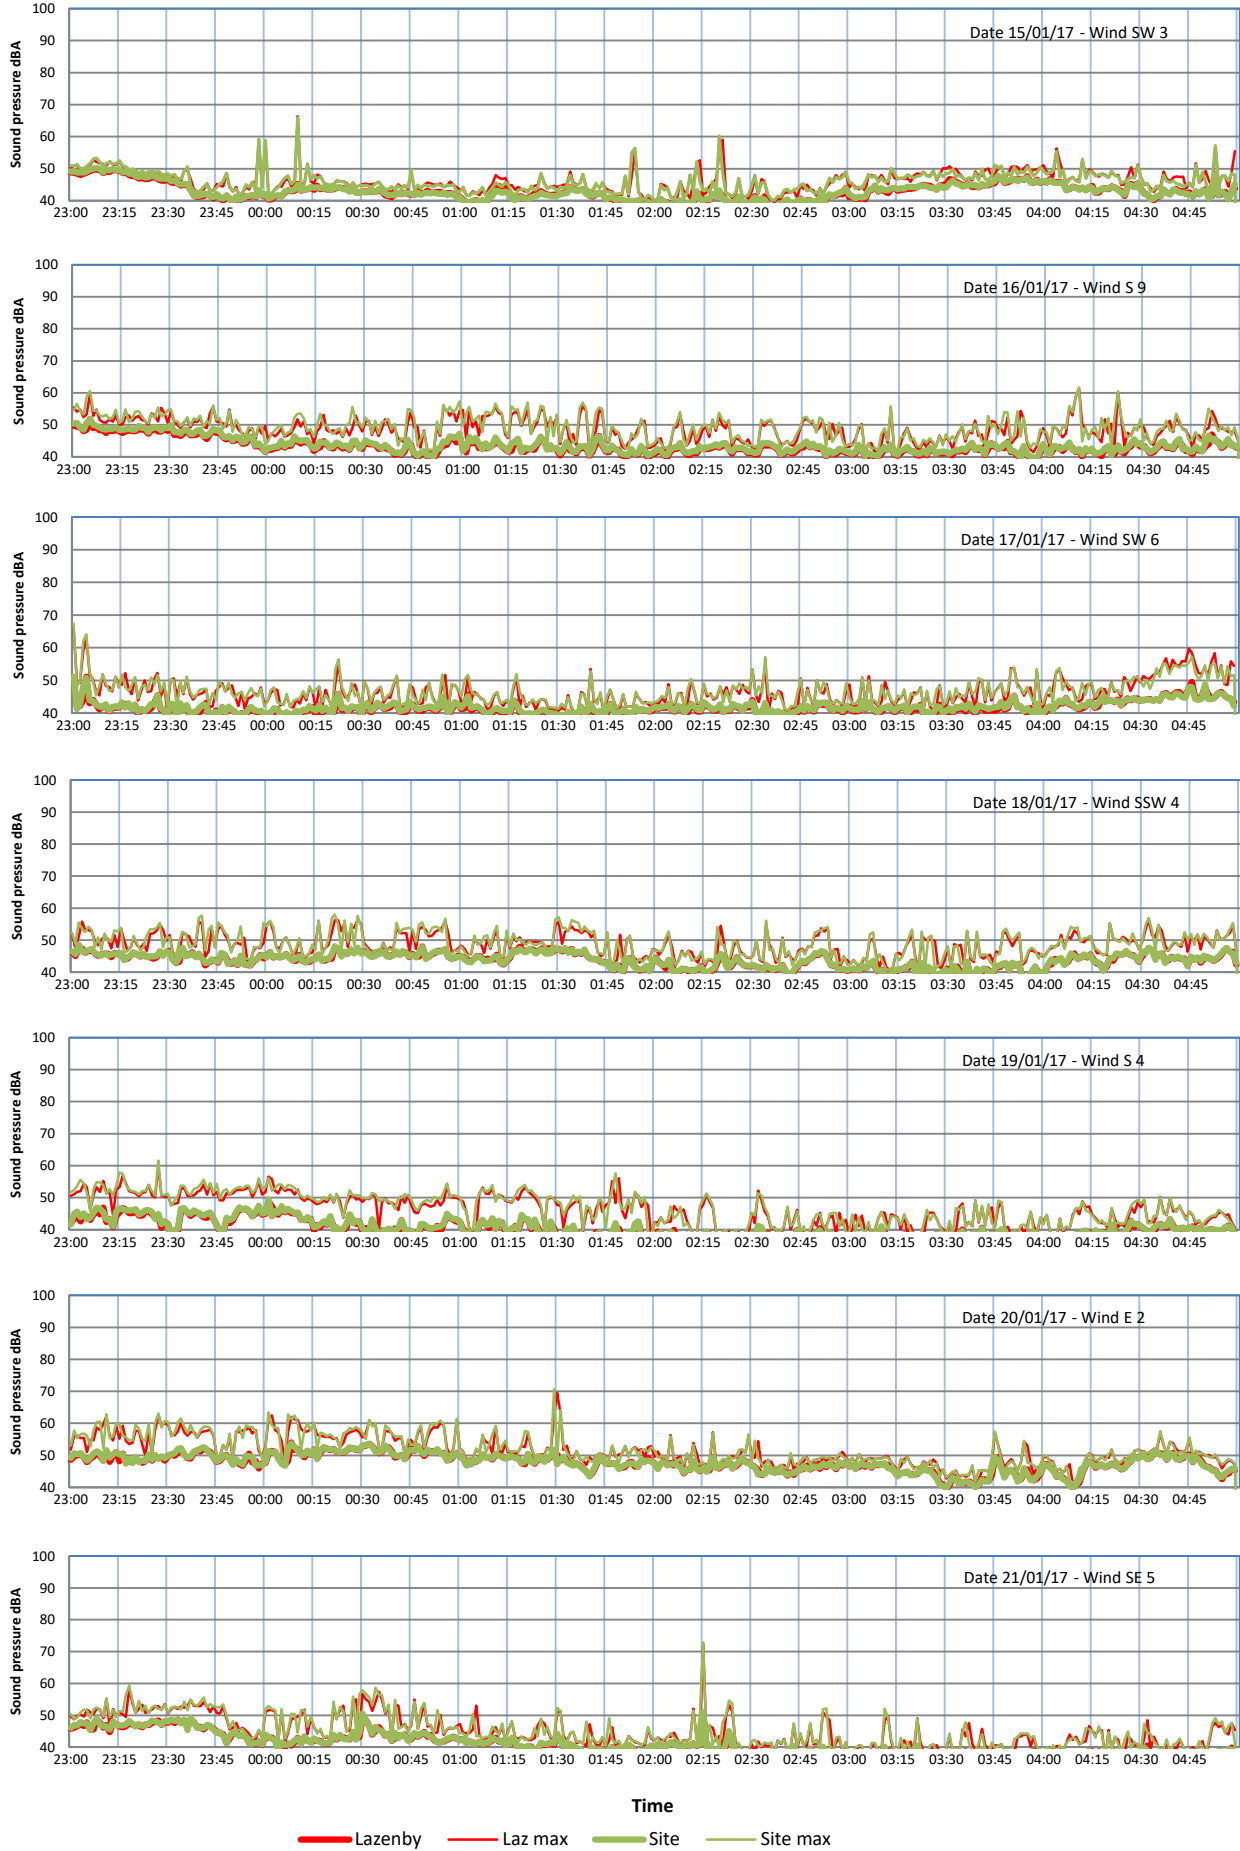 100
Date 15/01/17 - Wind SW 3
90
80
70
60
50
40
Sound pressure dBA
23:00 23:15 23:30 23:45 00:00 00:15 00:30 00:45 01:00 01:15 01:30 01:45 02:00 02:15 02:30 02:45 03:00 03:15 03:30 03:45 04:00 04:15 04:30 04:45
100
Date 16/01/17 - Wind S 9
90
80
70
60
50
40
Sound pressure dBA
23:00 23:15 23:30 23:45 00:00 00:15 00:30 00:45 01:00 01:15 01:30 01:45 02:00 02:15 02:30 02:45 03:00 03:15 03:30 03:45 04:00 04:15 04:30 04:45
100
Date 17/01/17 - Wind SW 6
90
80
70
60
50
40
Sound pressure dBA
23:00 23:15 23:30 23:45 00:00 00:15 00:30 00:45 01:00 01:15 01:30 01:45 02:00 02:15 02:30 02:45 03:00 03:15 03:30 03:45 04:00 04:15 04:30 04:45
100
Date 18/01/17 - Wind SSW 4
90
80
70
60
50
40
Sound pressure dBA
23:00 23:15 23:30 23:45 00:00 00:15 00:30 00:45 01:00 01:15 01:30 01:45 02:00 02:15 02:30 02:45 03:00 03:15 03:30 03:45 04:00 04:15 04:30 04:45
100
Date 19/01/17 - Wind S 4
90
80
70
60
50
40
Sound pressure dBA
23:00 23:15 23:30 23:45 00:00 00:15 00:30 00:45 01:00 01:15 01:30 01:45 02:00 02:15 02:30 02:45 03:00 03:15 03:30 03:45 04:00 04:15 04:30 04:45
100
Date 20/01/17 - Wind E 2
90
80
70
60
50
40
Sound pressure dBA
23:00 23:15 23:30 23:45 00:00 00:15 00:30 00:45 01:00 01:15 01:30 01:45 02:00 02:15 02:30 02:45 03:00 03:15 03:30 03:45 04:00 04:15 04:30 04:45
100
Date 21/01/17 - Wind SE 5
90
80
70
60
50
40
Sound pressure dBA
23:00 23:15 23:30 23:45 00:00 00:15 00:30 00:45 01:00 01:15 01:30 01:45 02:00 02:15 02:30 02:45 03:00 03:15 03:30 03:45 04:00 04:15 04:30 04:45
Time
Lazenby Laz max Site Site max